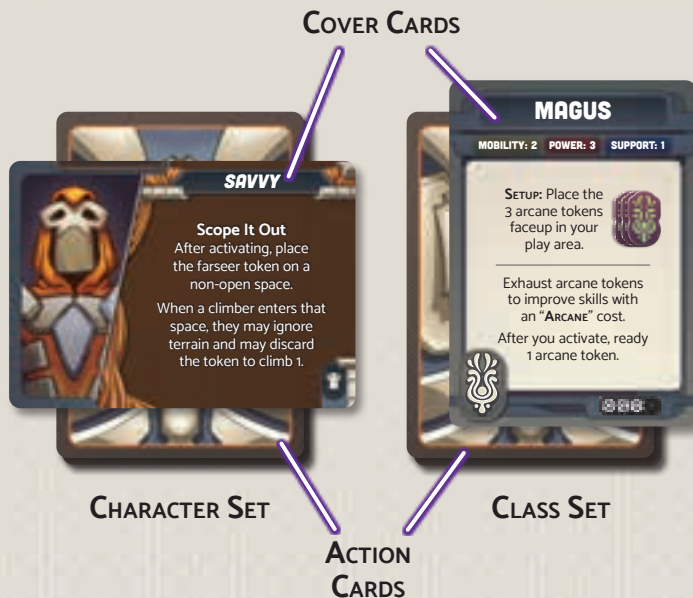 COVER CARDS
SAVVY
Scope It Out
After activating, place
the farseer token on a
non-open space.
When a climber enters that
space, they may ignore
terrain and may discard
the token to climb 1.
MAGUS
MOBILITY: 2 POWER: 3 SUPPORT: 1
SETUP: Place the
3 arcane tokens
faceup in your
play area.
Exhaust arcane tokens
to improve skills with
an “ARCANE” cost.
After you activate, ready
1 arcane token.
CHARACTER SET
CLASS SET
ACTION
CARDS